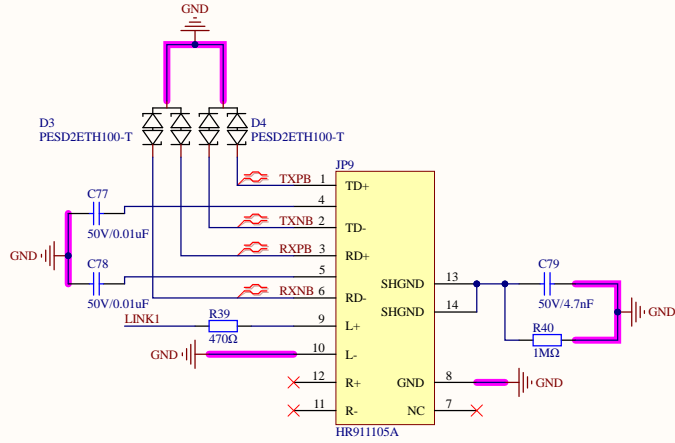 GND
D3
PESD2ETH100-T
D4
PESD2ETH100-T
JP9
TXPB 1 TD+
C77
4
50V/0.01uF
TXNB 2 TD-
GND
RXPB 3 RD+
C78
5
50V/0.01uF
RXNB 6 RD-
SHGND 13
C79
50V/4.7nF
SHGND 14
GND
LINK1
R39
470Ω
9 L+
R40
1MΩ
GND
10 L-
12 R+
GND 8
GND
11 R-
NC 7
HR911105A